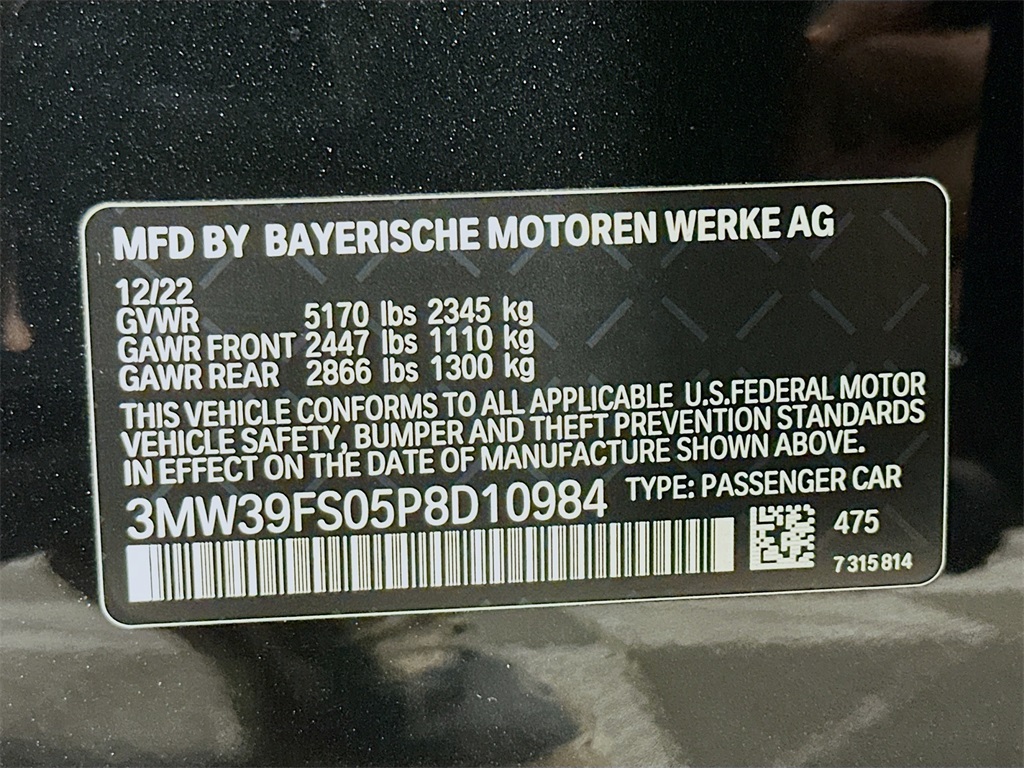 MFD BY BAYERISCHE MOTOREN WERKE AG
12/22
GVWR 5170 lbs 2345 kg
GAWR FRONT 2447 lbs 1110 kg
GAWR REAR 2866 lbs 1300 kg
THIS VEHICLE CONFORMS TO ALL APPLICABLE U.S.FEDERAL MOTOR
VEHICLE SAFETY, BUMPER AND THEFT PREVENTION STANDARDS
IN EFFECT ON THE DATE OF MANUFACTURE SHOWN ABOVE.
3MW39FS05P8D10984 TYPE: PASSENGER CAR
475
7315814